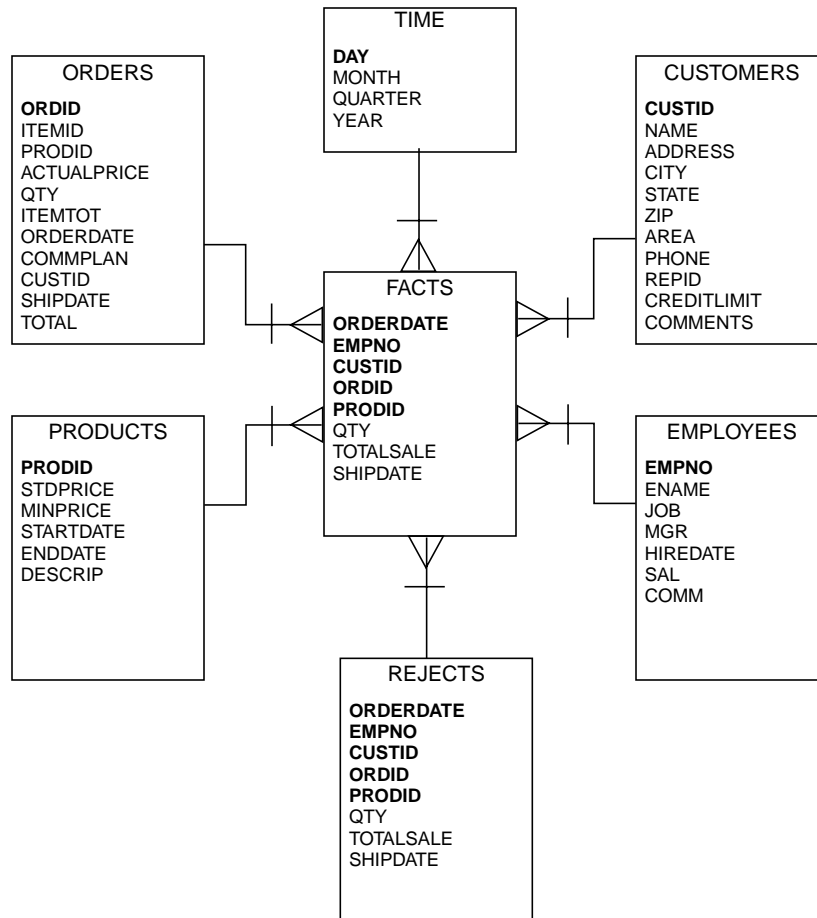 TIME
DAY
MONTH
QUARTER
YEAR
ORDERS
ORDID
ITEMID
PRODID
ACTUALPRICE
QTY
ITEMTOT
ORDERDATE
COMMPLAN
CUSTID
SHIPDATE
TOTAL
CUSTOMERS
CUSTID
NAME
ADDRESS
CITY
STATE
ZIP
AREA
PHONE
REPID
CREDITLIMIT
COMMENTS
FACTS
ORDERDATE
EMPNO
CUSTID
ORDID
PRODID
QTY
TOTALSALE
SHIPDATE
PRODUCTS
PRODID
STDPRICE
MINPRICE
STARTDATE
ENDDATE
DESCRIP
EMPLOYEES
EMPNO
ENAME
JOB
MGR
HIREDATE
SAL
COMM
REJECTS
ORDERDATE
EMPNO
CUSTID
ORDID
PRODID
QTY
TOTALSALE
SHIPDATE